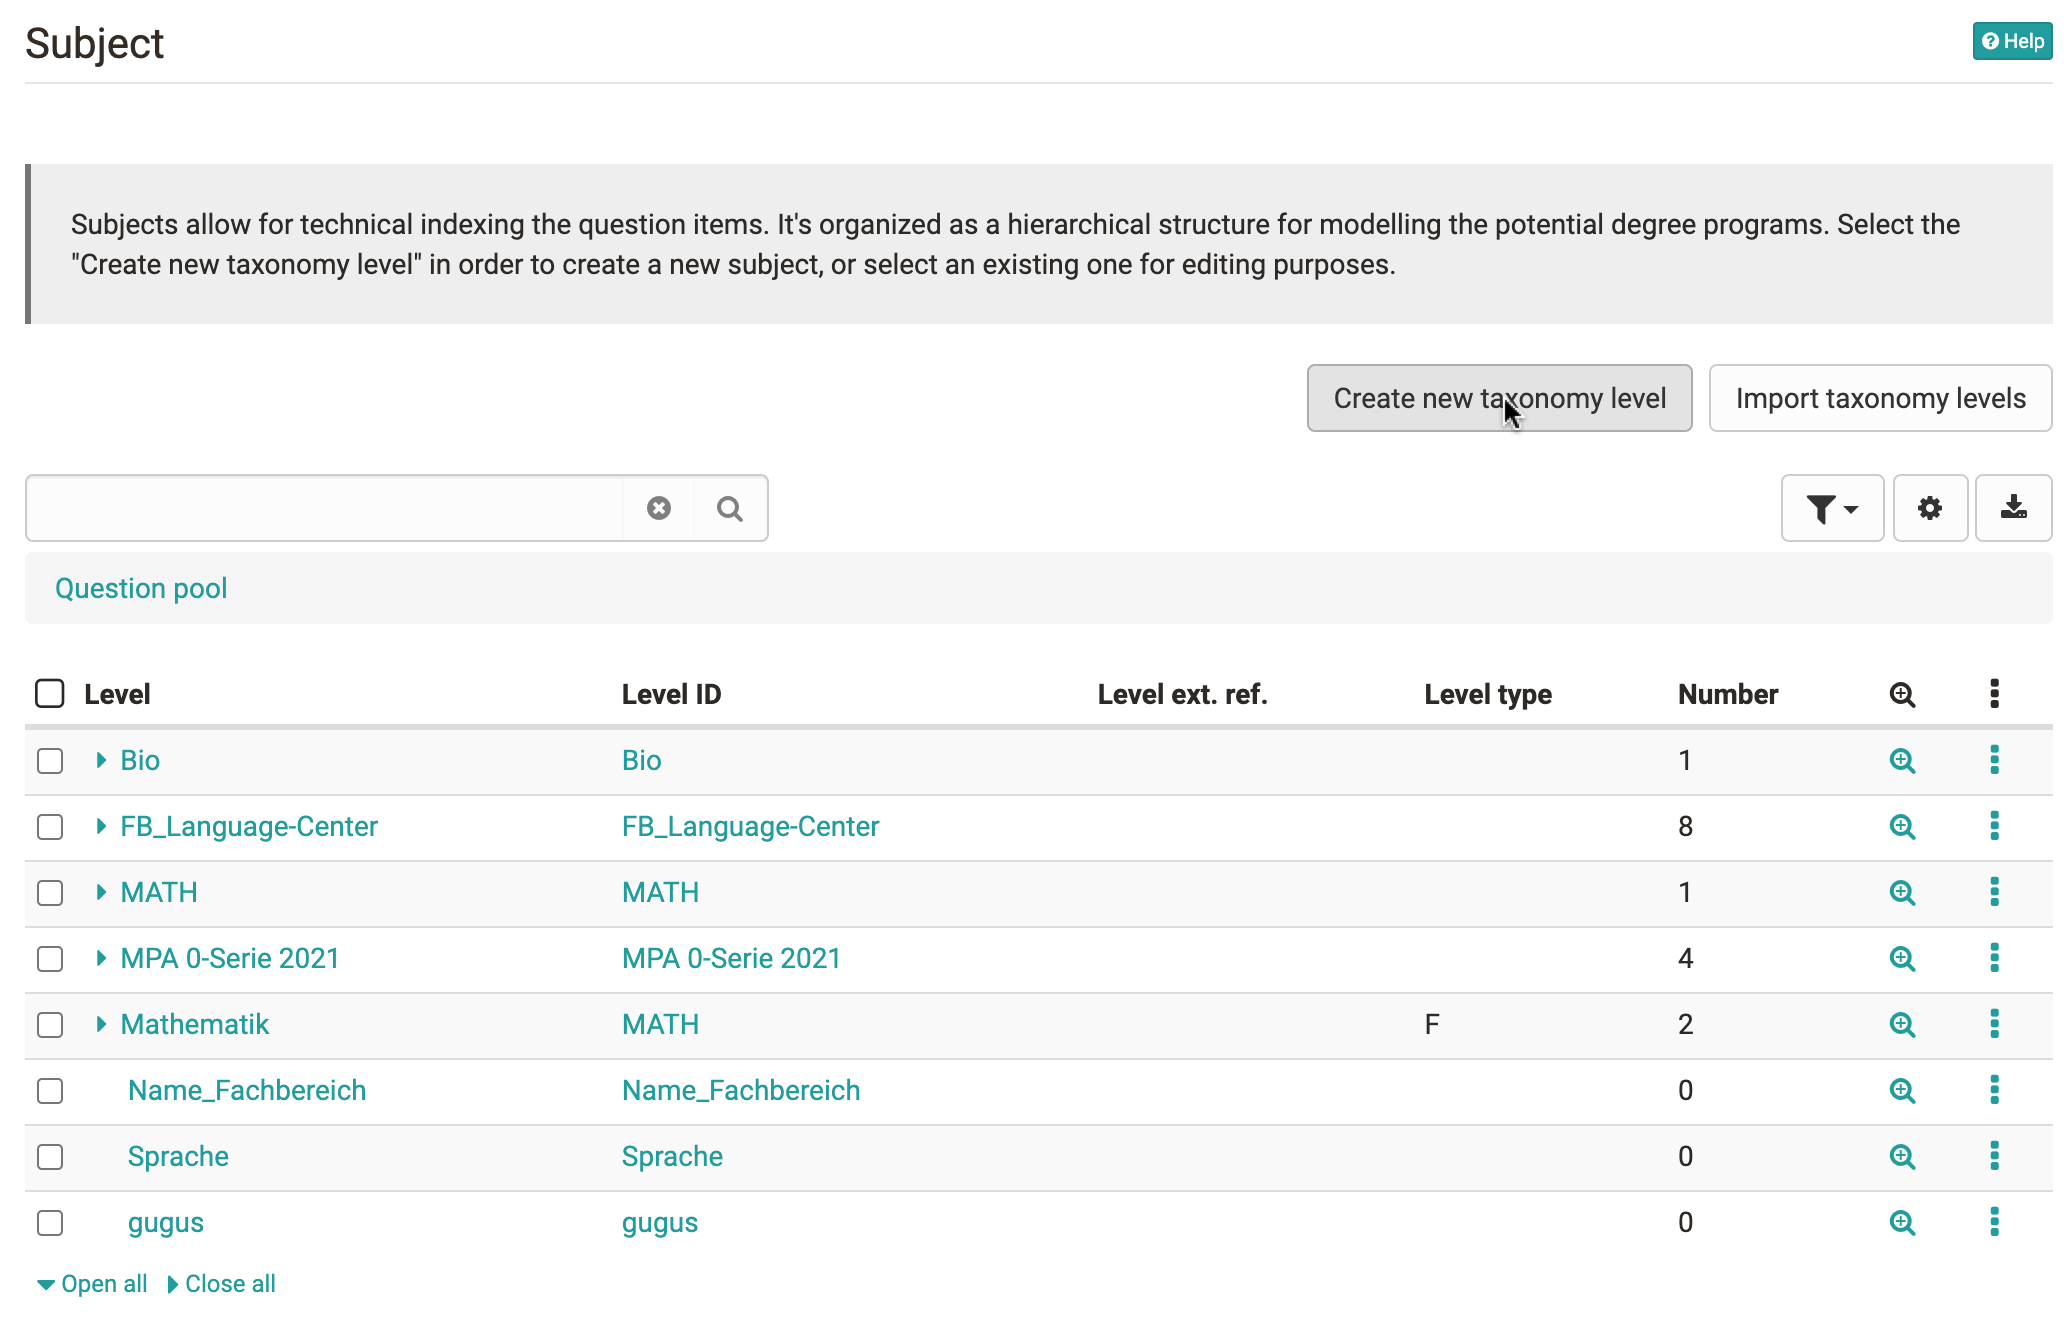 Subject
Help
Subjects allow for technical indexing the question items. It's organized as a hierarchical structure for modelling the potential degree programs. Select the
"Create new taxonomy level" in order to create a new subject, or select an existing one for editing purposes.
Create new taxonomy level Import taxonomy levels
Question pool
Level Level ID Level ext. ref. Level type Number
Bio Bio 1
FB_Language-Center FB_Language-Center 8
MATH MATH 1
MPA 0-Serie 2021 MPA 0-Serie 2021 4
Mathematik MATH F 2
Name_Fachbereich Name_Fachbereich 0
Sprache Sprache 0
gugus gugus 0
Open all Close all